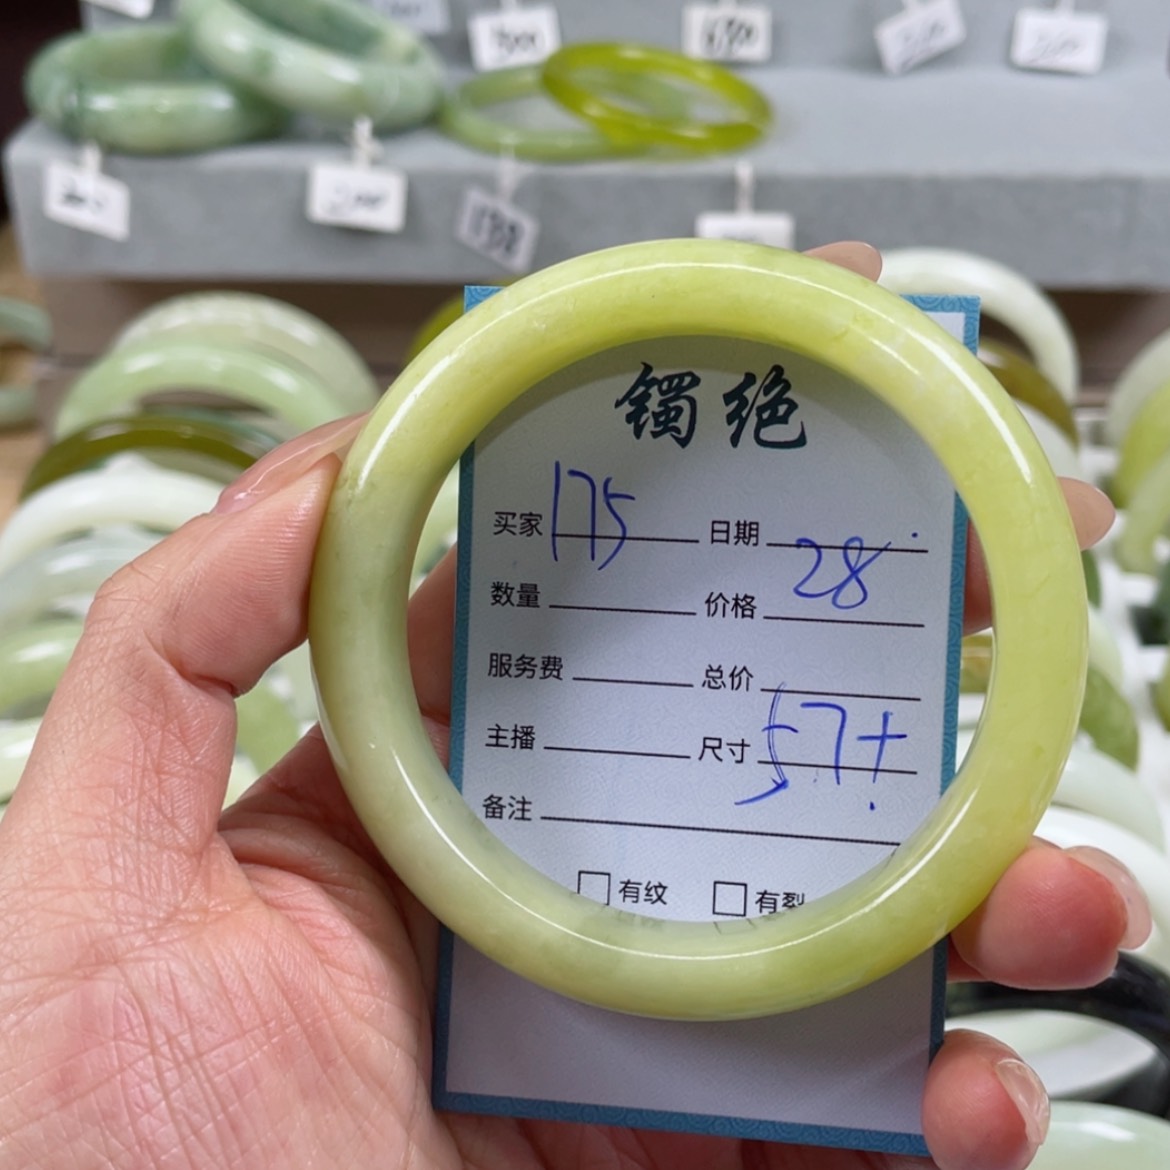 138
镯绝
买家 175 日期
数量 价格 28
服务费 总价
主播 尺寸 57+
备注
□有纹 □有裂